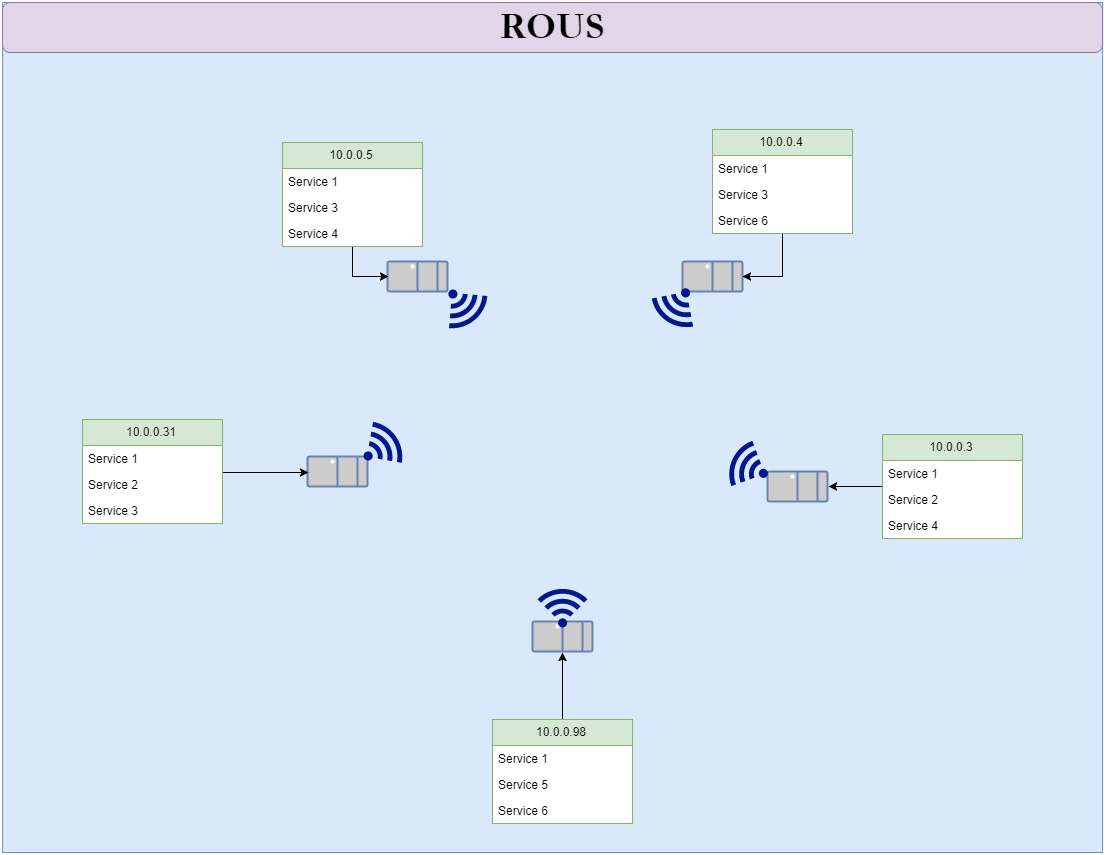 ROUS
10.0.0.5
Service 1
Service 3
Service 4
10.0.0.4
Service 1
Service 3
Service 6
10.0.0.31
Service 1
Service 2
Service 3
10.0.0.3
Service 1
Service 2
Service 4
10.0.0.98
Service 1
Service 5
Service 6